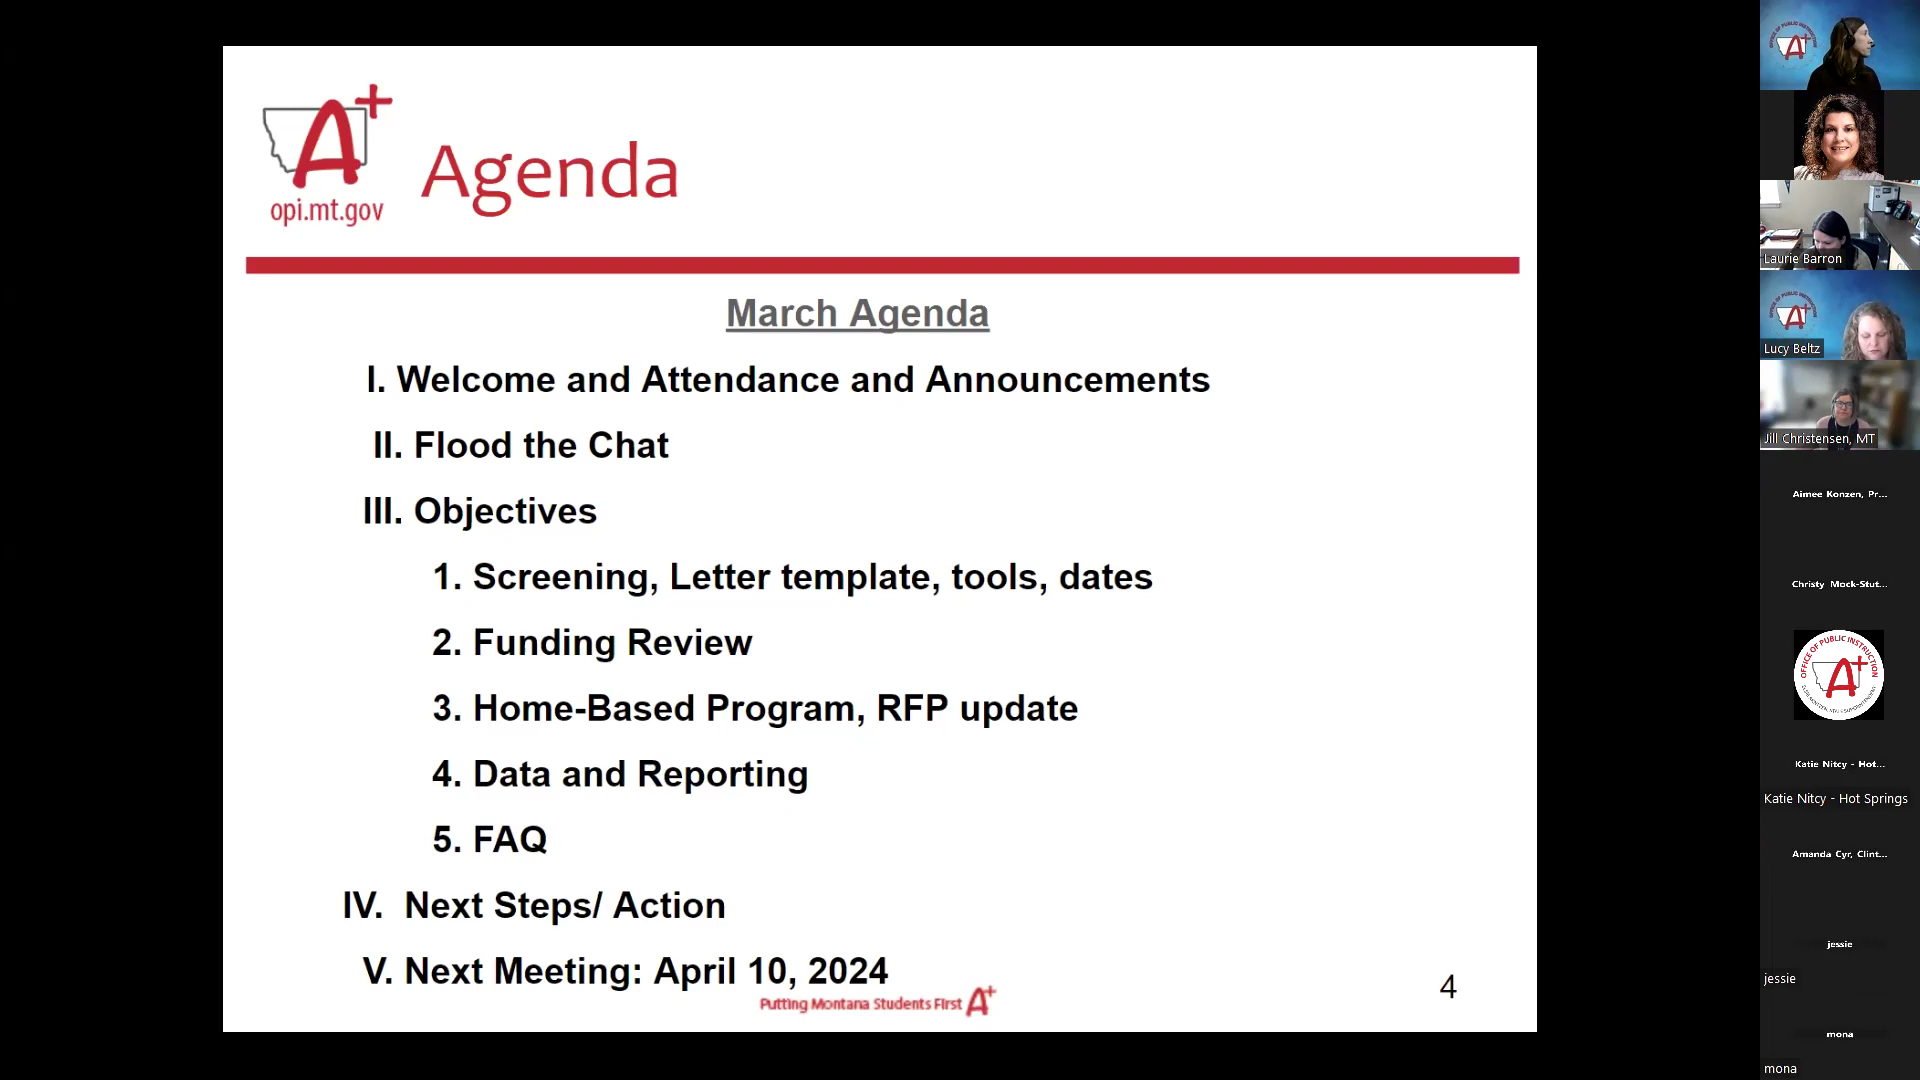 A+
opi.mt.gov
Agenda
March Agenda
I. Welcome and Attendance and Announcements
II. Flood the Chat
III. Objectives
1. Screening, Letter template, tools, dates
2. Funding Review
3. Home-Based Program, RFP update
4. Data and Reporting
5. FAQ
IV. Next Steps/ Action
V. Next Meeting: April 10, 2024
Putting Montana Students First A+
4
A+
Laurie Barron
A+
Lucy Beltz
Jill Christensen, MT
Aimee Konzen, Pr...
Christy Mock-Stut...
OFFICE OF PUBLIC INSTRUCTION
A+
Katie Nitcy - Hot...
Katie Nitcy - Hot Springs
Amanda Cyr, Clint...
jessie
jessie
mona
mona